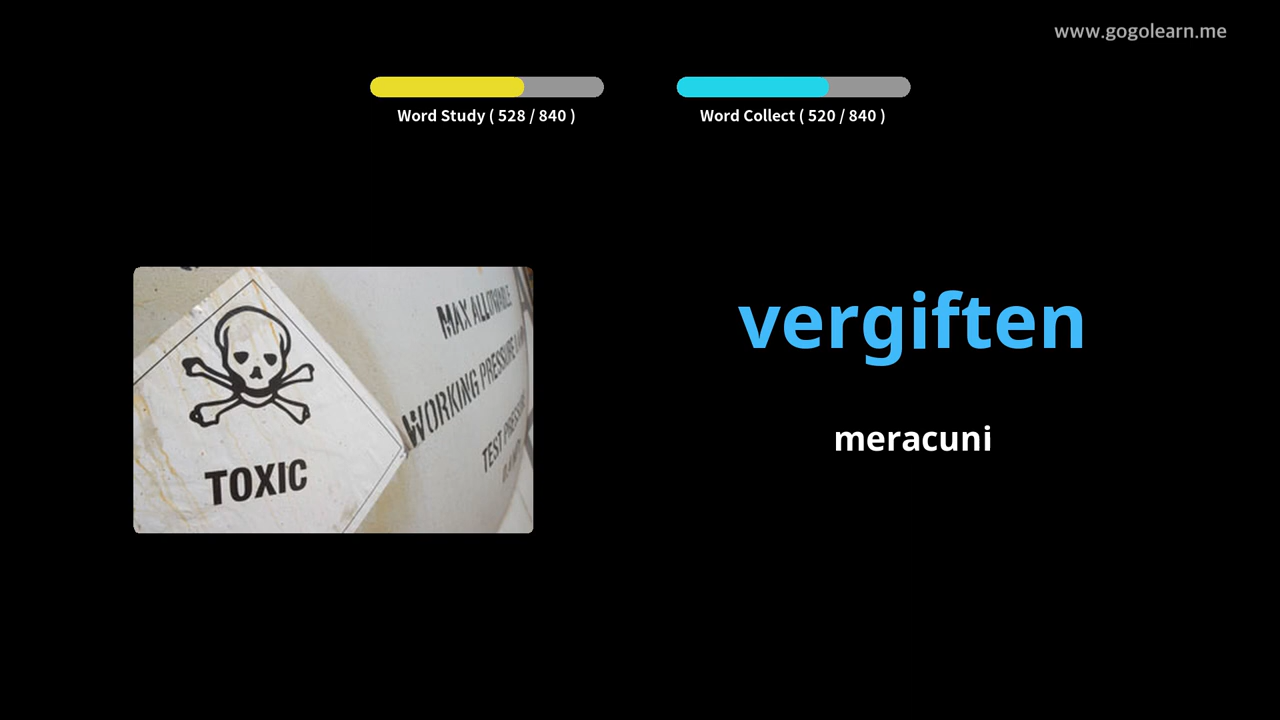 www.gogolearn.me
Word Study ( 528 / 840 )
Word Collect ( 520 / 840 )
MAX ALLOWABLE
WORKING PRESSURE
TEST PRESSURE
TOXIC
vergiften
meracuni